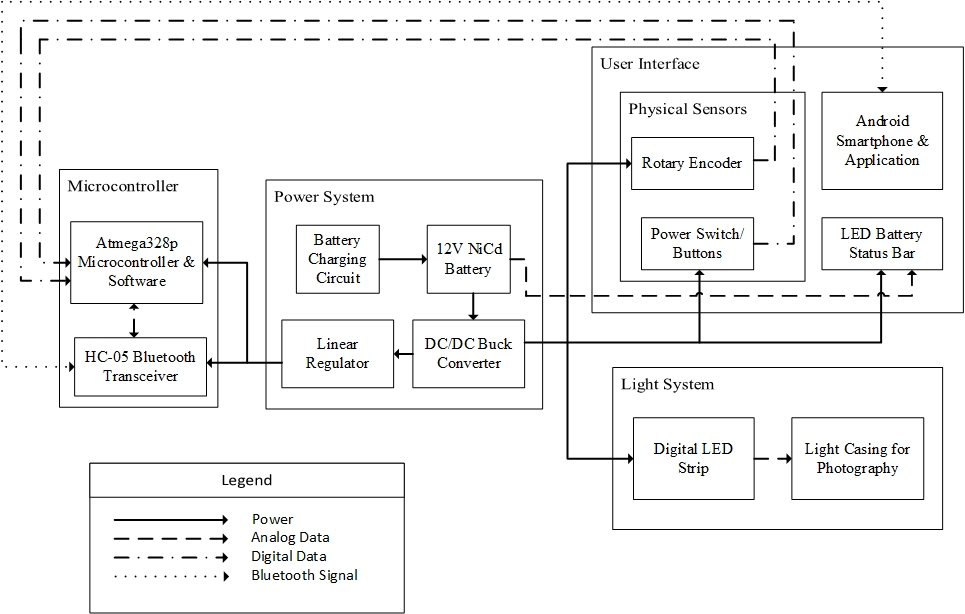 User Interface
Physical Sensors
Rotary Encoder
Power Switch/
Buttons
Android
Smartphone &
Application
LED Battery
Status Bar
Microcontroller
Atmega328p
Microcontroller &
Software
HC-05 Bluetooth
Transceiver
Power System
Battery
Charging
Circuit
12V NiCd
Battery
Linear
Regulator
DC/DC Buck
Converter
Light System
Digital LED
Strip
Light Casing for
Photography
Legend
Power
Analog Data
Digital Data
Bluetooth Signal